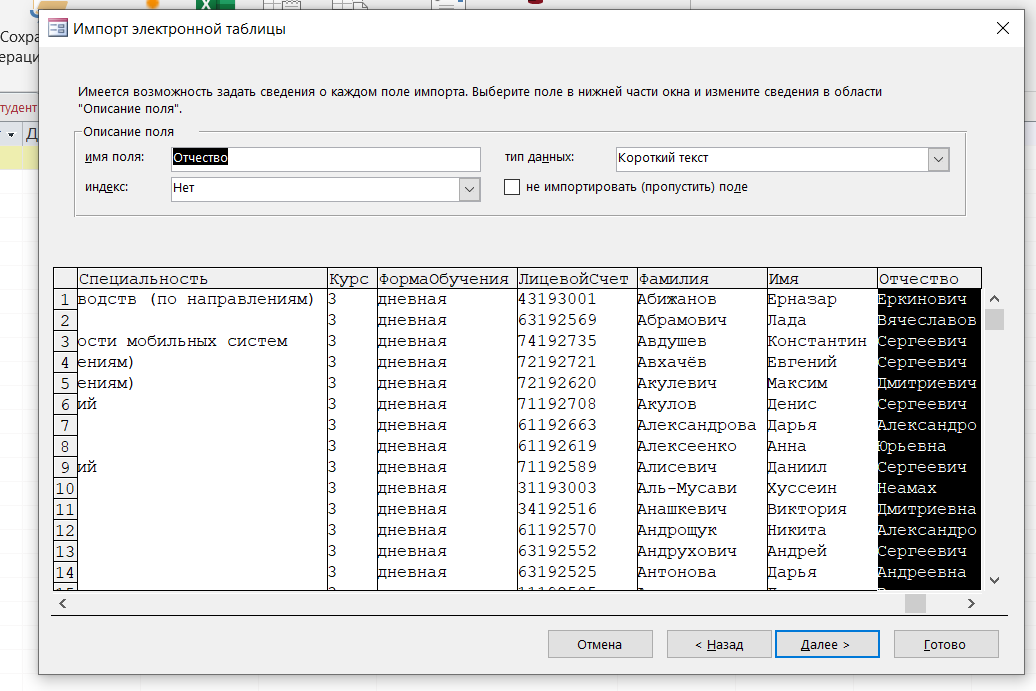 Импорт электронной таблицы
Сохра
ераци
тудент
Д
Имеется возможность задать сведения о каждом поле импорта. Выберите поле в нижней части окна и измените сведения в области
"Описание поля".
Описание поля
имя поля: Отчество тип данных: Короткий текст
индекс: Нет не импортировать (пропустить) поле
Специальность Курс ФормаОбучения ЛицевойСчет Фамилия Имя Отчество
1 водств (по направлениям) 3 дневная 43193001 Абижанов Ерназар Еркинович
2 3 дневная 63192569 Абрамович Лада Вячеславов
3 ости мобильных систем 3 дневная 74192735 Авдушев Константин Сергеевич
4 ениям) 3 дневная 72192721 Авхачёв Евгений Сергеевич
5 ениям) 3 дневная 72192620 Акулевич Максим Дмитриевич
6 ий 3 дневная 71192708 Акулов Денис Сергеевич
7 3 дневная 61192663 Александрова Дарья Александро
8 3 дневная 61192619 Алексеенко Анна Юрьевна
9 ий 3 дневная 71192589 Алисевич Даниил Сергеевич
10 3 дневная 31193003 Аль-Мусави Хуссеин Неамах
11 3 дневная 34192516 Анашкевич Виктория Дмитриевна
12 3 дневная 61192570 Андрощук Никита Александро
13 3 дневная 63192552 Андрухович Андрей Сергеевич
14 3 дневная 63192525 Антонова Дарья Андреевна
Отмена < Назад Далее > Готово